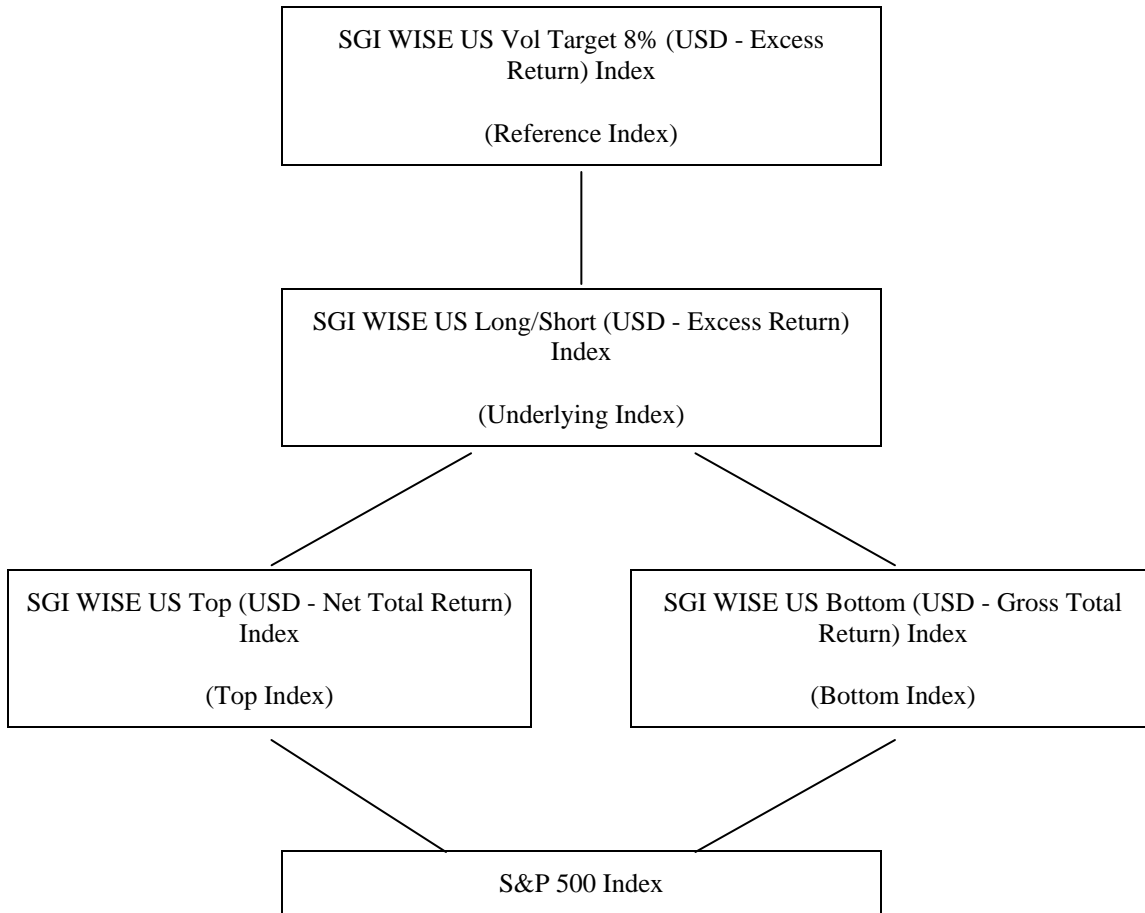 SGI WISE US Vol Target 8% (USD - Excess
Return) Index
(Reference Index)
SGI WISE US Long/Short (USD - Excess Return)
Index
(Underlying Index)
SGI WISE US Top (USD - Net Total Return)
Index
(Top Index)
SGI WISE US Bottom (USD - Gross Total
Return) Index
(Bottom Index)
S&P 500 Index